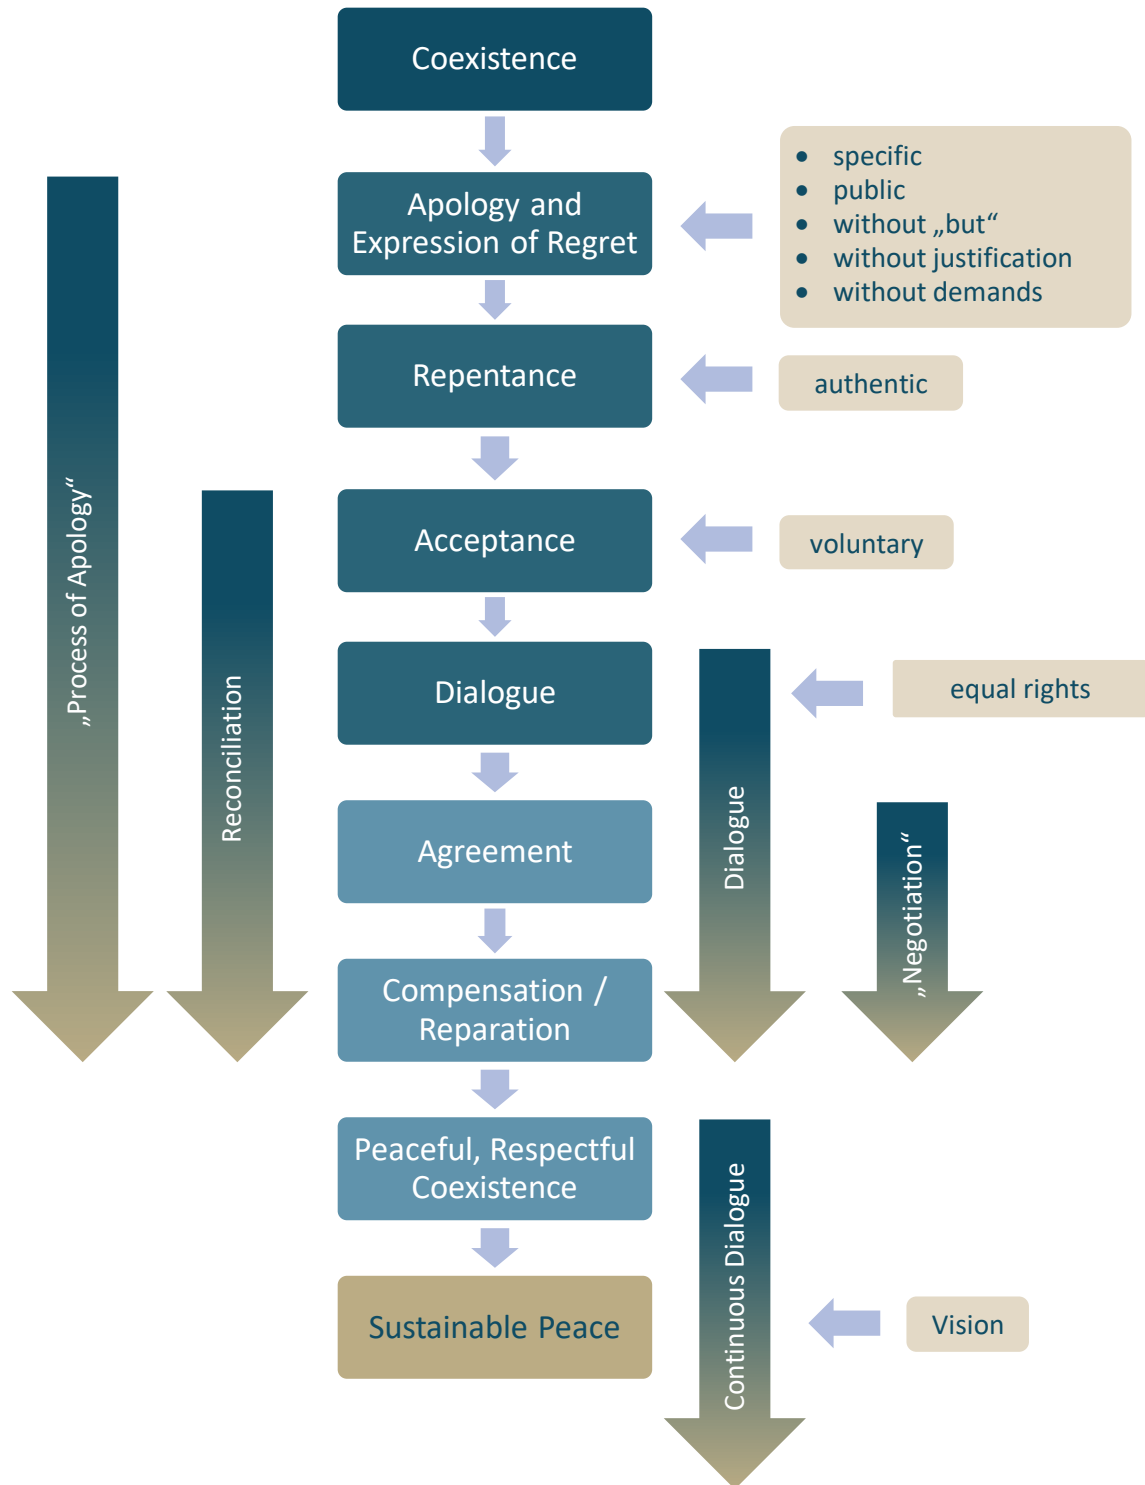 Coexistence
Apology and
Expression of Regret
• specific
• public
• without „but“
• without justification
• without demands
Repentance
authentic
„Process of Apology“
Acceptance
voluntary
Reconciliation
Dialogue
Dialogue
equal rights
Agreement
„Negotiation“
Compensation /
Reparation
Peaceful, Respectful
Coexistence
Continuous Dialogue
Sustainable Peace
Vision